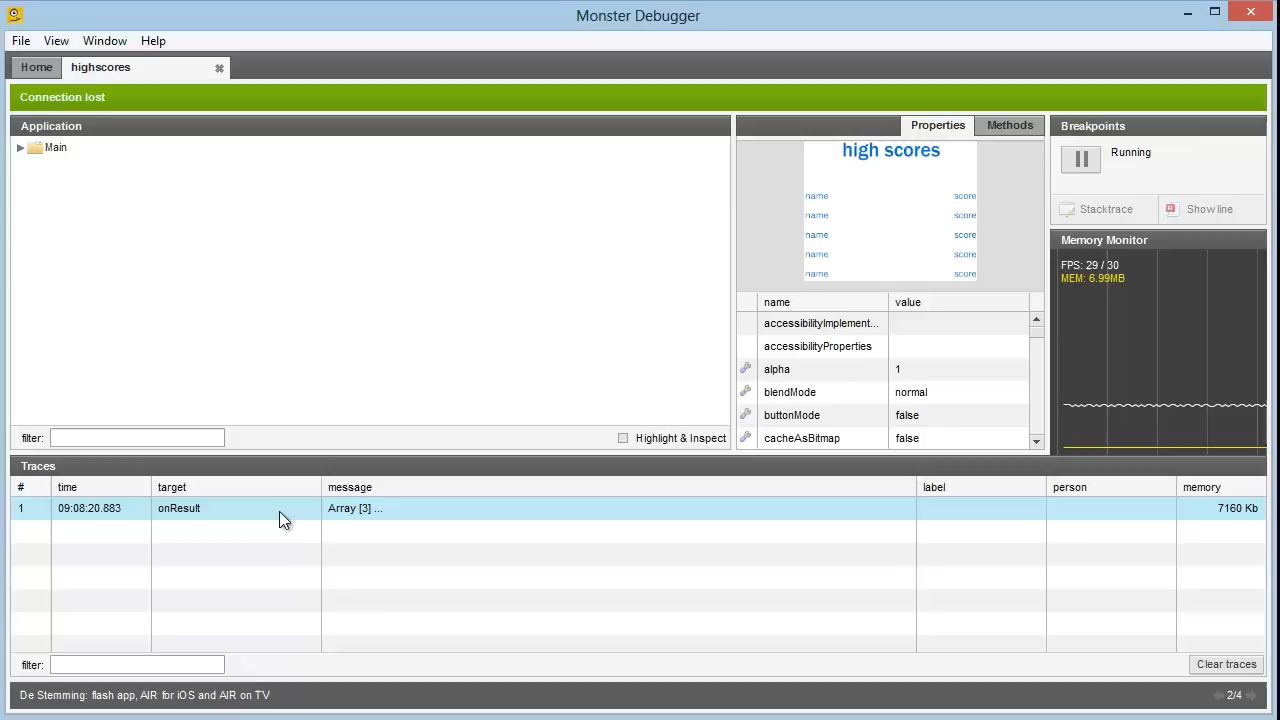 Monster Debugger
File View Window Help
Home highscores
Connection lost
Application
Main
filter: Highlight & Inspect
Properties Methods
high scores
name score
name score
name score
name score
name score
name value
accessibilityImplement...
accessibilityProperties
alpha 1
blendMode normal
buttonMode false
cacheAsBitmap false
Breakpoints
Running
Stacktrace Show line
Memory Monitor
FPS: 29 / 30
MEM: 6.99MB
Traces
# time target message label person memory
1 09:08:20.883 onResult Array [3] ... 7160 Kb
filter: Clear traces
De Stemming: flash app, AIR for iOS and AIR on TV 2/4